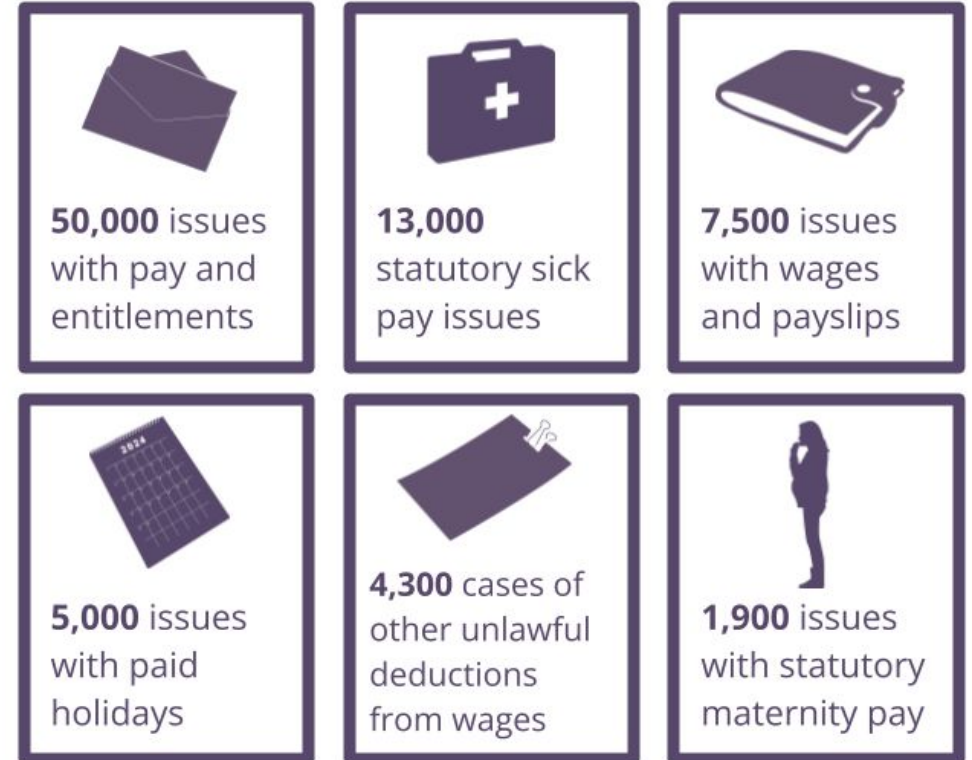 50,000 issues
with pay and
entitlements
13,000
statutory sick
pay issues
7,500 issues
with wages
and payslips
2024
5,000 issues
with paid
holidays
4,300 cases of
other unlawful
deductions
from wages
1,900 issues
with statutory
maternity pay